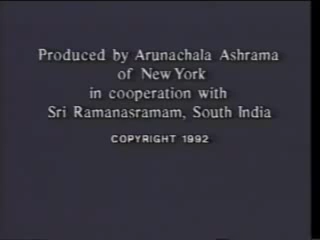 Produced by Arunachala Ashrama
of New York
in cooperation with
Sri Ramanasramam, South India
COPYRIGHT 1992